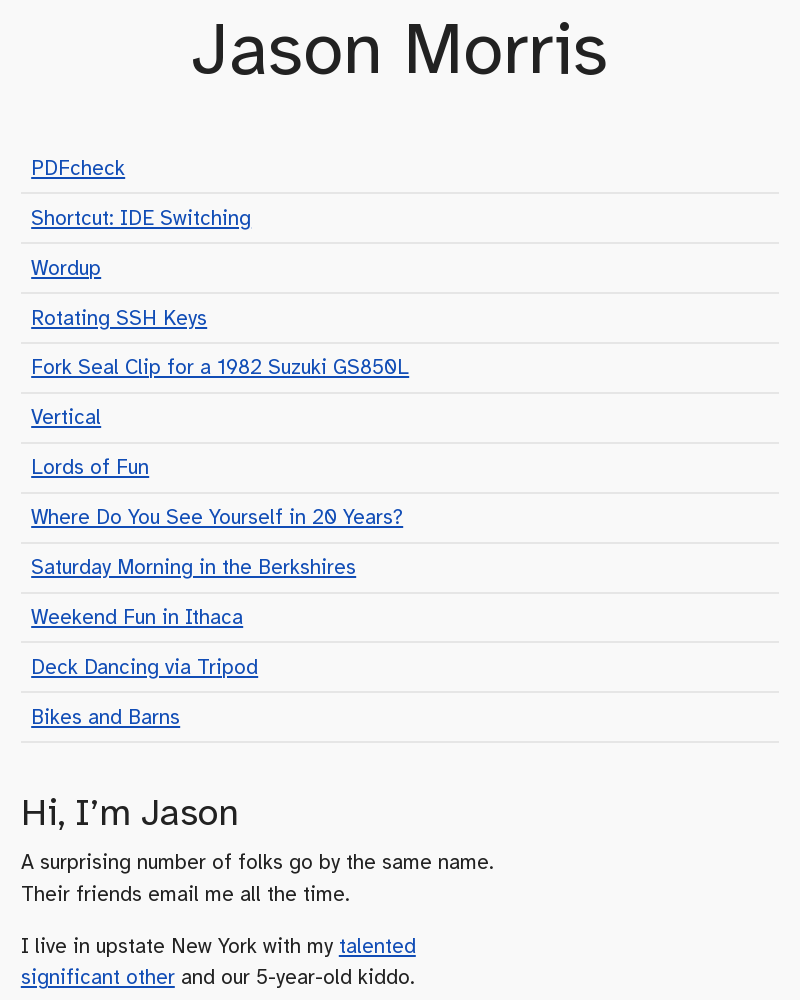 Jason Morris
PDFcheck
Shortcut: IDE Switching
Wordup
Rotating SSH Keys
Fork Seal Clip for a 1982 Suzuki GS850L
Vertical
Lords of Fun
Where Do You See Yourself in 20 Years?
Saturday Morning in the Berkshires
Weekend Fun in Ithaca
Deck Dancing via Tripod
Bikes and Barns
Hi, I’m Jason
A surprising number of folks go by the same name.
Their friends email me all the time.
I live in upstate New York with my talented
significant other and our 5-year-old kiddo.